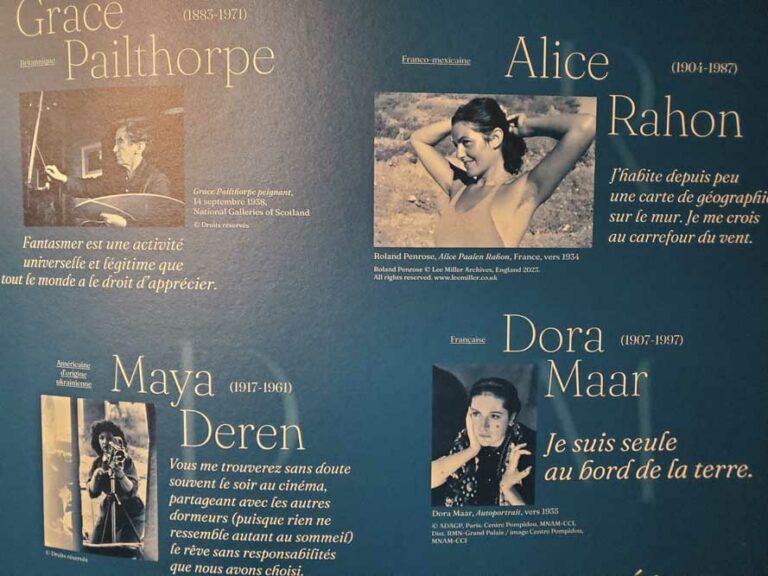 Grace
(1883-1971)
Pailthorpe
Britannique
Grace Pailthorpe peignant,
14 septembre 1938,
National Galleries of Scotland
© Droits réservés
Fantasmer est une activité
universelle et légitime que
tout le monde a le droit d'apprécier.
Franco-mexicaine
Alice
(1904-1987)
Rahon
J'habite depuis peu
une carte de géographie
sur le mur. Je me crois
au carrefour du vent.
Roland Penrose, Alice Paalen Rahon, France, vers 1934
Roland Penrose © Lee Miller Archives, England 2023.
All rights reserved. www.leemiller.co.uk
Américaine
d'origine
ukrainienne
Maya
(1917-1961)
Deren
Vous me trouverez sans doute
souvent le soir au cinéma,
partageant avec les autres
dormeurs (puisque rien ne
ressemble autant au sommeil)
le rêve sans responsabilités
que nous avons choisi.
© Droits réservés
Française
Dora
(1907-1997)
Maar
Je suis seule
au bord de la terre.
Dora Maar, Autoportrait, vers 1935
© ADAGP, Paris. Centre Pompidou, MNAM-CCI,
Dist. RMN-Grand Palais / image Centre Pompidou,
MNAM-CCI